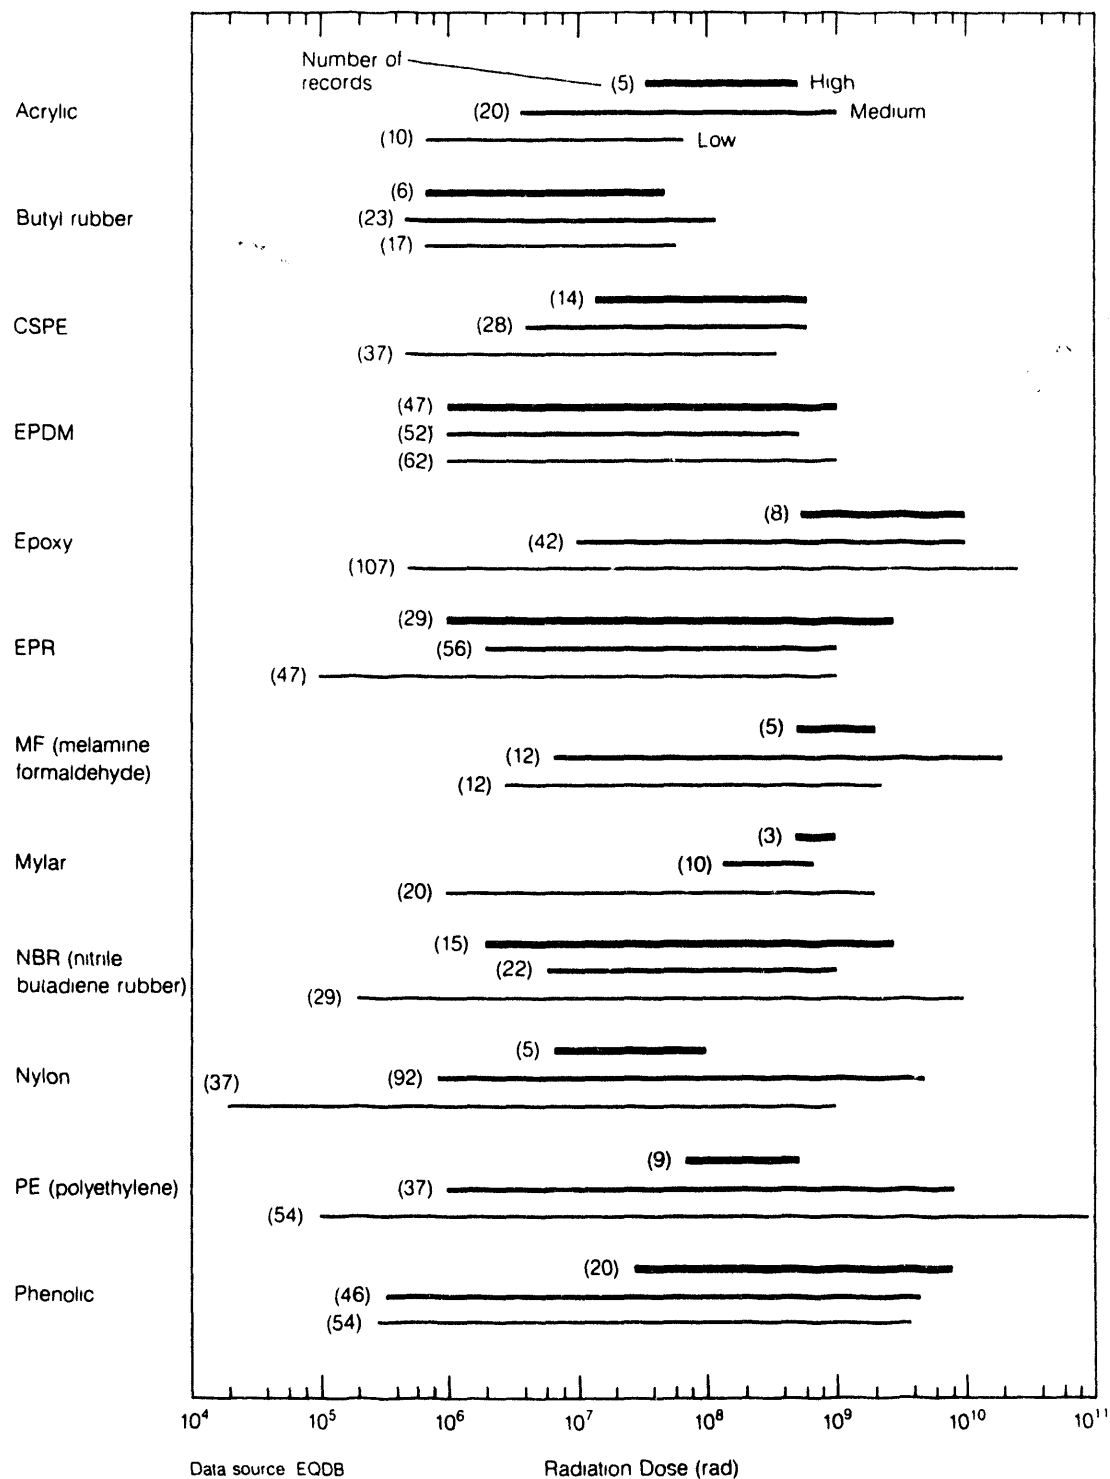 Number of
records
(5) High
Acrylic
(20) Medium
(10) Low
(6)
Butyl rubber
(23)
(17)
(14)
CSPE
(28)
(37)
(47)
EPDM
(52)
(62)
(8)
Epoxy
(42)
(107)
(29)
EPR
(56)
(47)
(5)
MF (melamine
formaldehyde)
(12)
(12)
(3)
Mylar
(10)
(20)
(15)
NBR (nitrile
butadiene rubber)
(22)
(29)
(5)
Nylon
(92)
(37)
(9)
PE (polyethylene)
(37)
(54)
(20)
Phenolic
(46)
(54)
10⁴ 10⁵ 10⁶ 10⁷ 10⁸ 10⁹ 10¹⁰ 10¹¹
Data source EQDB Radiation Dose (rad)